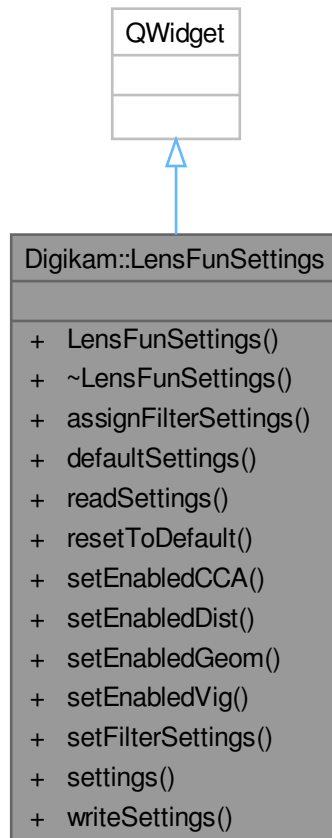 QWidget
Digikam::LensFunSettings
+ LensFunSettings()
+ ~LensFunSettings()
+ assignFilterSettings()
+ defaultSettings()
+ readSettings()
+ resetToDefault()
+ setEnabledCCA()
+ setEnabledDist()
+ setEnabledGeom()
+ setEnabledVig()
+ setFilterSettings()
+ settings()
+ writeSettings()